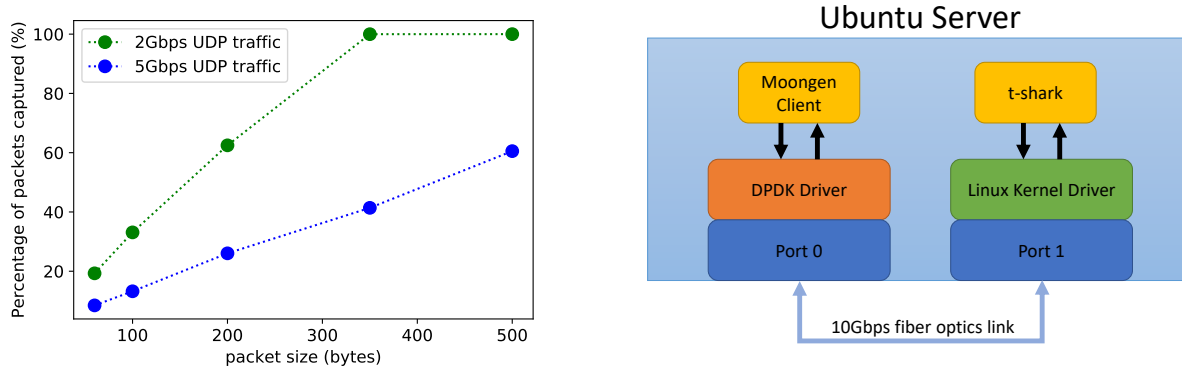 Percentage of packets captured (%)
100
80
60
40
20
2Gbps UDP traffic
5Gbps UDP traffic
100
200
300
400
500
packet size (bytes)
Ubuntu Server
Moongen
Client
t-shark
DPDK Driver
Linux Kernel Driver
Port 0
Port 1
10Gbps fiber optics link